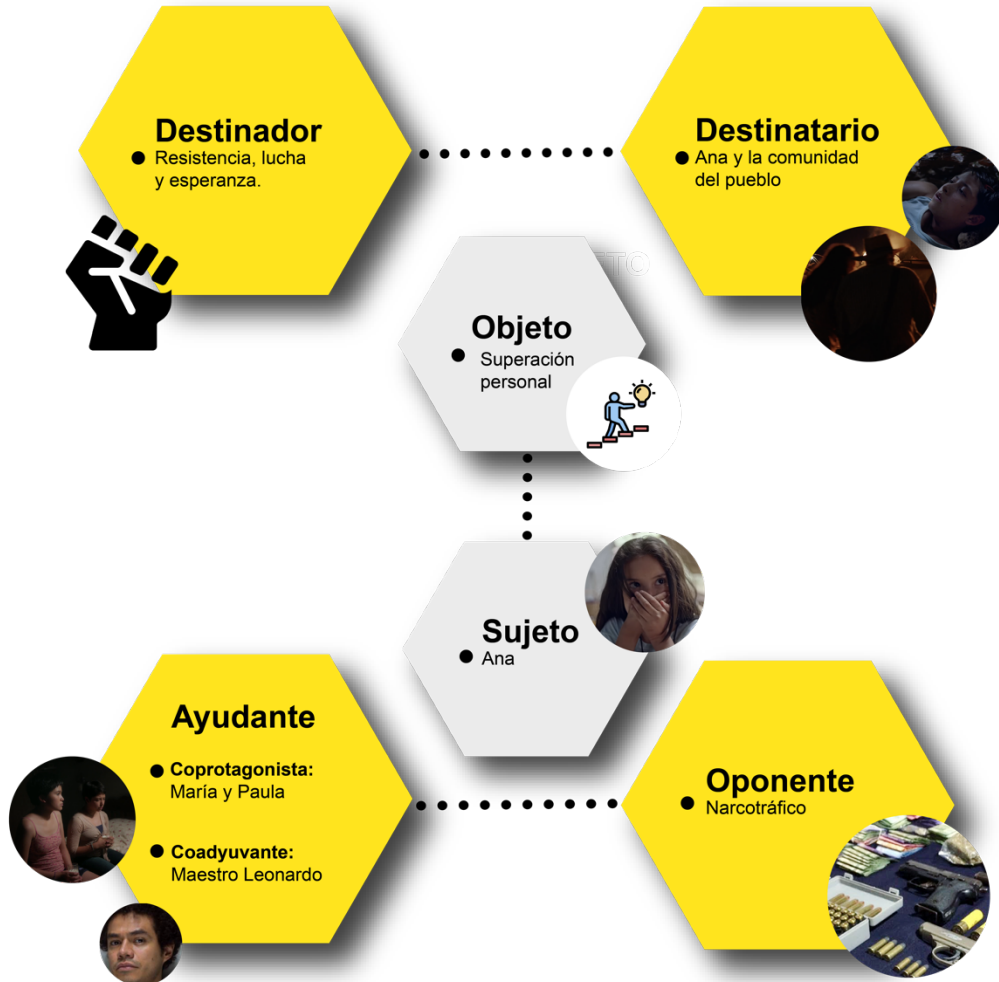 Destinador
● Resistencia, lucha
y esperanza.
Destinatario
● Ana y la comunidad
del pueblo
Objeto
● Superación
personal
Sujeto
● Ana
Ayudante
● Coprotagonista:
María y Paula
● Coadyuvante:
Maestro Leonardo
Oponente
● Narcotráfico